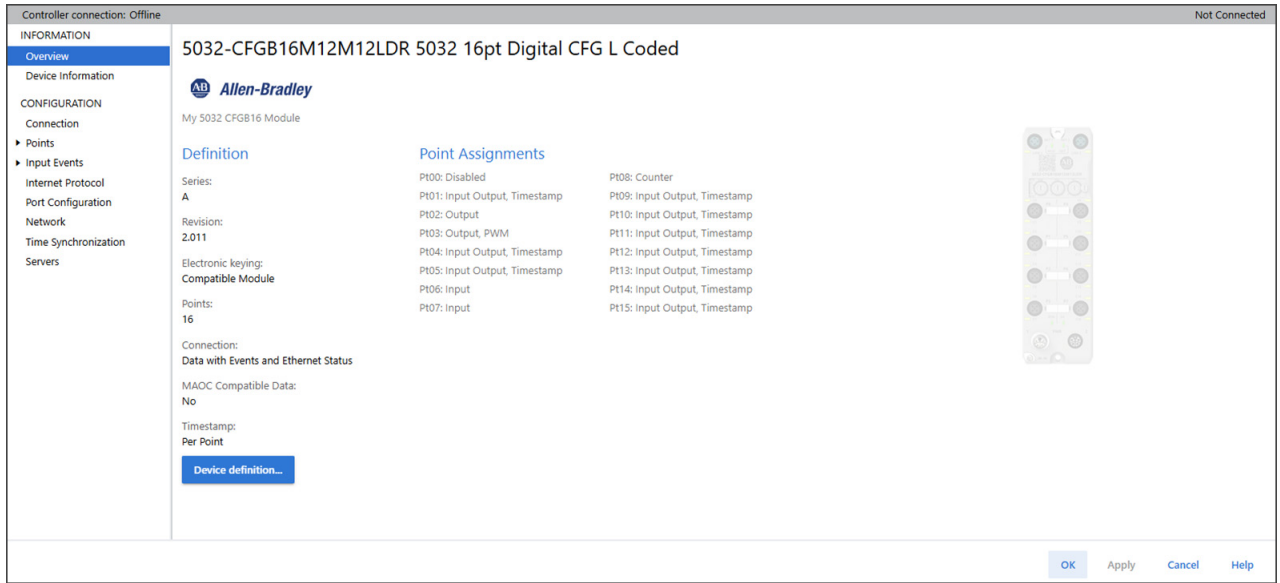 Controller connection: Offline
Not Connected
INFORMATION
Overview
Device Information
CONFIGURATION
Connection
Points
Input Events
Internet Protocol
Port Configuration
Network
Time Synchronization
Servers
5032-CFGB16M12M12LDR 5032 16pt Digital CFG L Coded
AB Allen-Bradley
My 5032 CFGB16 Module
Definition
Series:
A
Revision:
2.011
Electronic keying:
Compatible Module
Points:
16
Connection:
Data with Events and Ethernet Status
MAOC Compatible Data:
No
Timestamp:
Per Point
Device definition...
Point Assignments
Pt00: Disabled
Pt01: Input Output, Timestamp
Pt02: Output
Pt03: Output, PWM
Pt04: Input Output, Timestamp
Pt05: Input Output, Timestamp
Pt06: Input
Pt07: Input
Pt08: Counter
Pt09: Input Output, Timestamp
Pt10: Input Output, Timestamp
Pt11: Input Output, Timestamp
Pt12: Input Output, Timestamp
Pt13: Input Output, Timestamp
Pt14: Input Output, Timestamp
Pt15: Input Output, Timestamp
OK
Apply
Cancel
Help